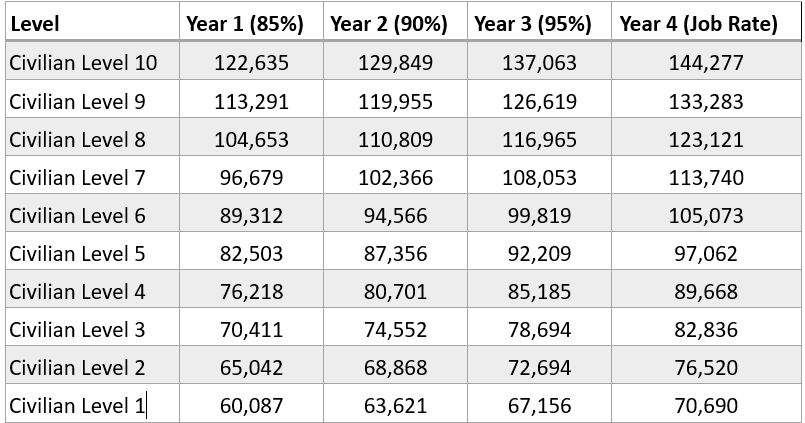 Level Year 1 (85%) Year 2 (90%) Year 3 (95%) Year 4 (Job Rate)
Civilian Level 10 122,635 129,849 137,063 144,277
Civilian Level 9 113,291 119,955 126,619 133,283
Civilian Level 8 104,653 110,809 116,965 123,121
Civilian Level 7 96,679 102,366 108,053 113,740
Civilian Level 6 89,312 94,566 99,819 105,073
Civilian Level 5 82,503 87,356 92,209 97,062
Civilian Level 4 76,218 80,701 85,185 89,668
Civilian Level 3 70,411 74,552 78,694 82,836
Civilian Level 2 65,042 68,868 72,694 76,520
Civilian Level 1 60,087 63,621 67,156 70,690